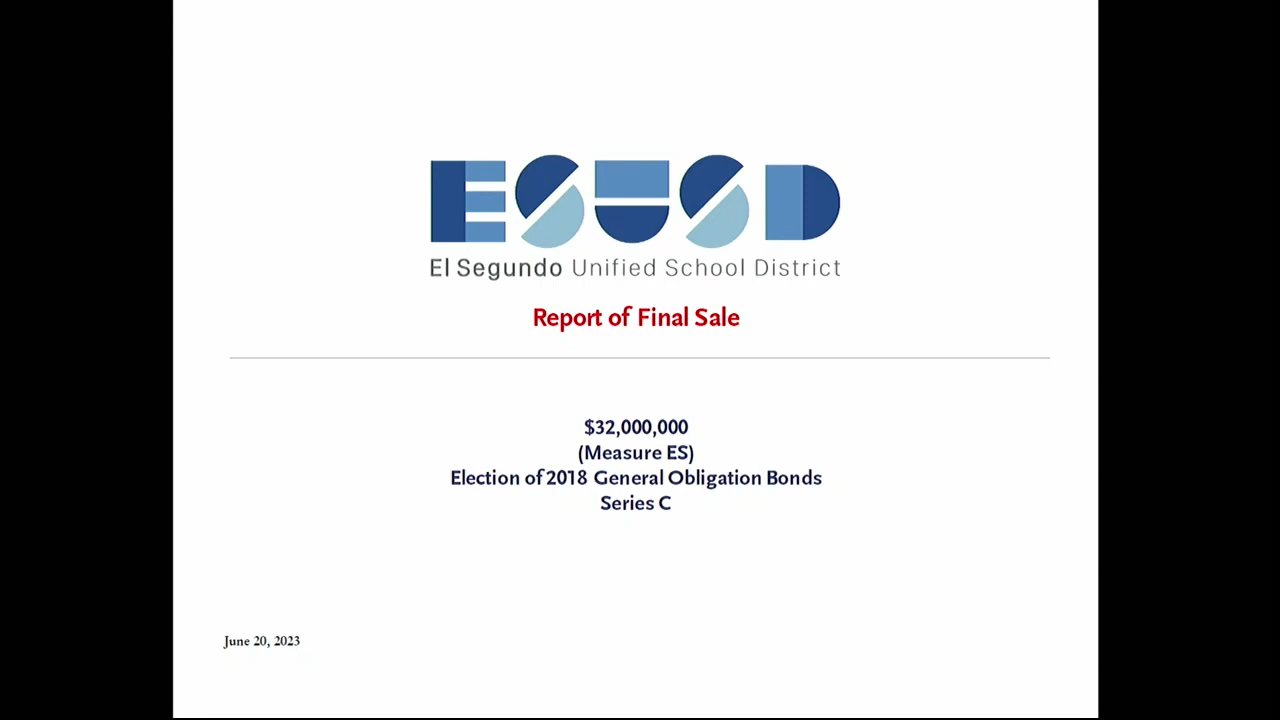 ESUSD
El Segundo Unified School District
Report of Final Sale
$32,000,000
(Measure ES)
Election of 2018 General Obligation Bonds
Series C
June 20, 2023